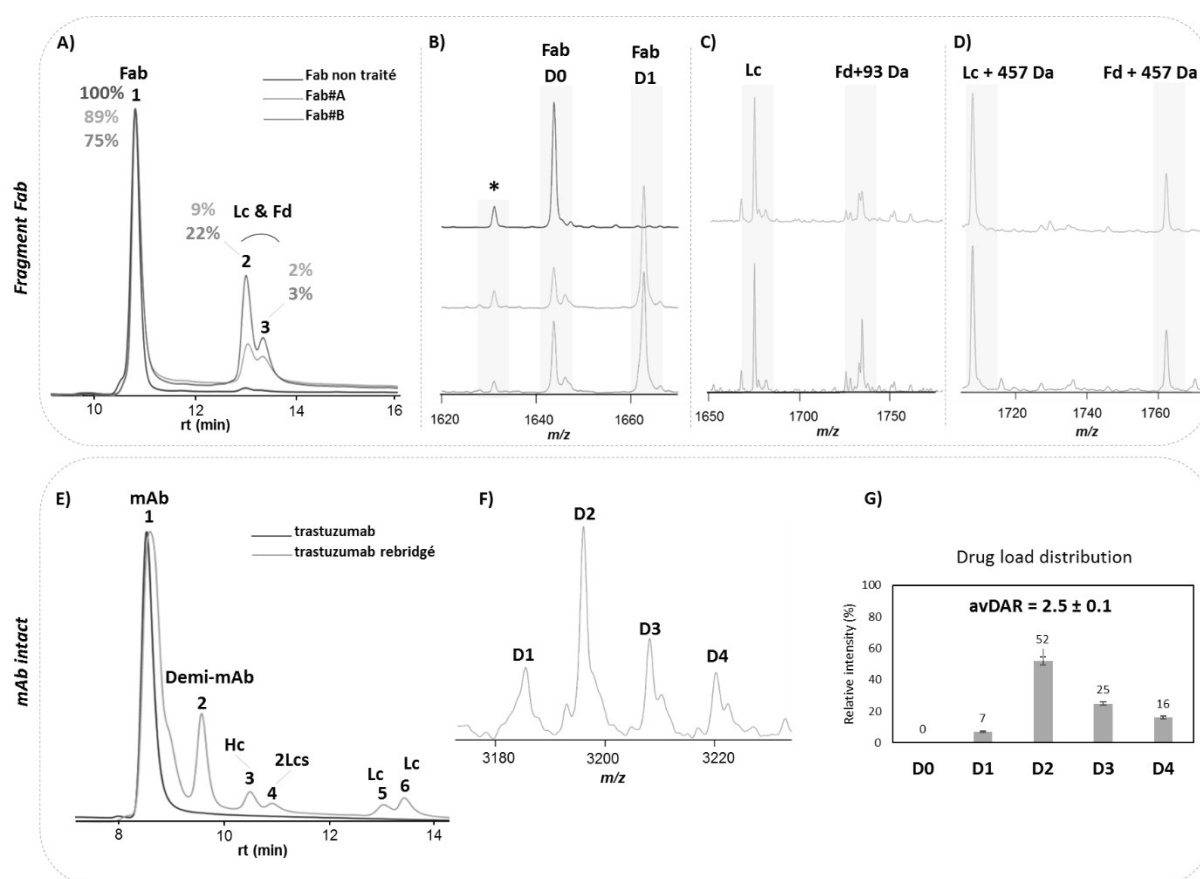 Fragment Fab
A)
Fab
1
100%
89%
75%
Fab non traité
Fab#A
Fab#B
9%
22%
Lc & Fd
2
2%
3%
3
10 12 14 16
rt (min)
B)
Fab
D0
Fab
D1
*
1620 1640 1660
m/z
C)
Lc Fd+93 Da
1650 1700 1750
m/z
D)
Lc + 457 Da Fd + 457 Da
1720 1740 1760
m/z
mAb intact
E)
mAb
1
trastuzumab
trastuzumab rebridgé
Demi-mAb
2
Hc
3
2Lcs
4
Lc
5
Lc
6
8 10 12 14
rt (min)
F)
D1
D2
D3
D4
3180 3200 3220
m/z
G)
Drug load distribution
avDAR = 2.5 ± 0.1
Relative intensity (%)
100
80
60
40
20
0
0 7 52 25 16
D0 D1 D2 D3 D4